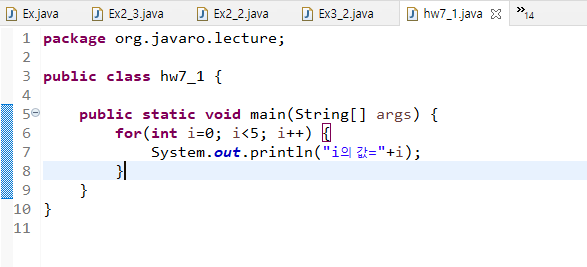 Ex.java Ex2_3.java Ex2_2.java Ex3_2.java hw7_1.java »14
1 package org.javaro.lecture;
2
3 public class hw7_1 {
4
5 public static void main(String[] args) {
6 for(int i=0; i<5; i++) {
7 System.out.println("i의 값="+i);
8 }
9 }
10 }
11